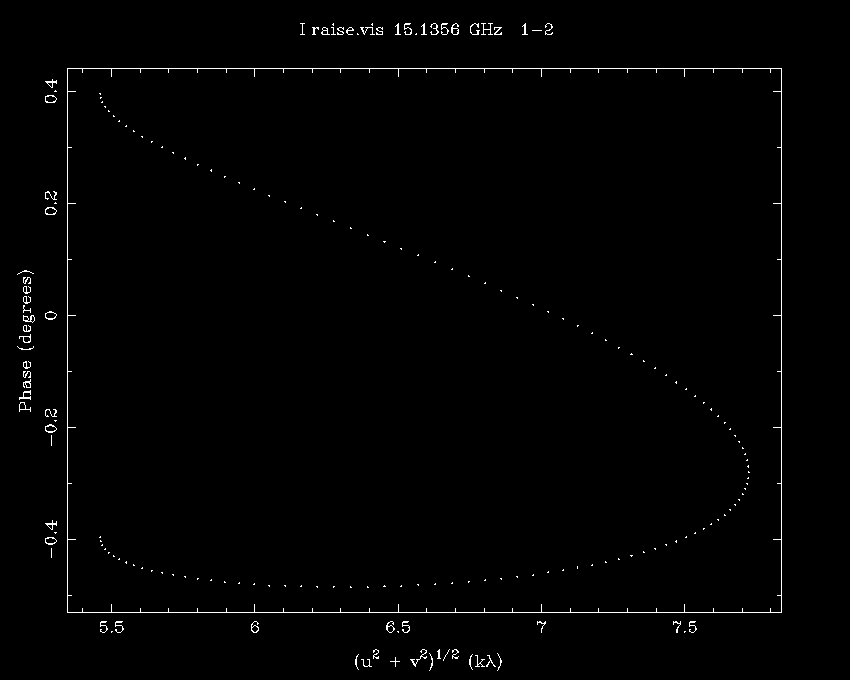 I raise.vis 15.1356 GHz 1−2
0.4
0.2
0
−0.2
−0.4
Phase (degrees)
5.5 6 6.5 7 7.5
(u² + v²)^1/2 (kλ)